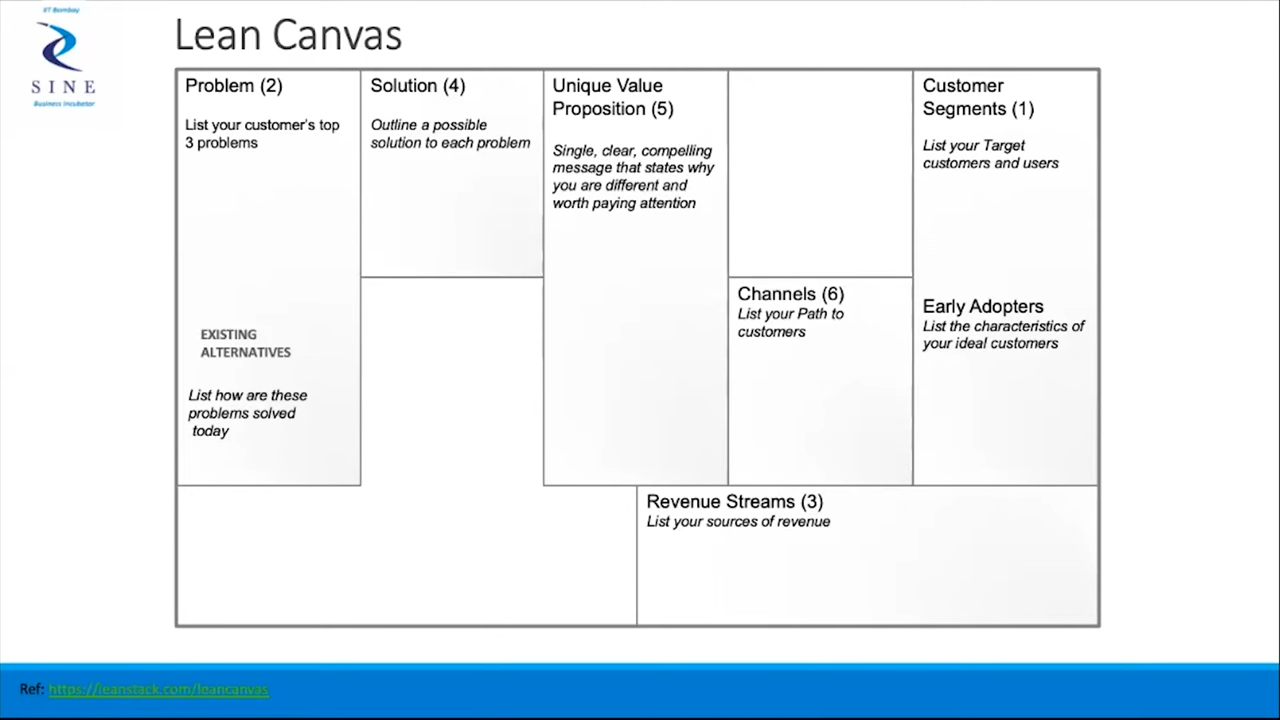 IIT Bombay
SINE
Business Incubator
Lean Canvas
Problem (2)
List your customer's top
3 problems
EXISTING
ALTERNATIVES
List how are these
problems solved
today
Solution (4)
Outline a possible
solution to each problem
Unique Value
Proposition (5)
Single, clear, compelling
message that states why
you are different and
worth paying attention
Channels (6)
List your Path to
customers
Customer
Segments (1)
List your Target
customers and users
Early Adopters
List the characteristics of
your ideal customers
Revenue Streams (3)
List your sources of revenue
Ref: https://leanstack.com/leancanvas